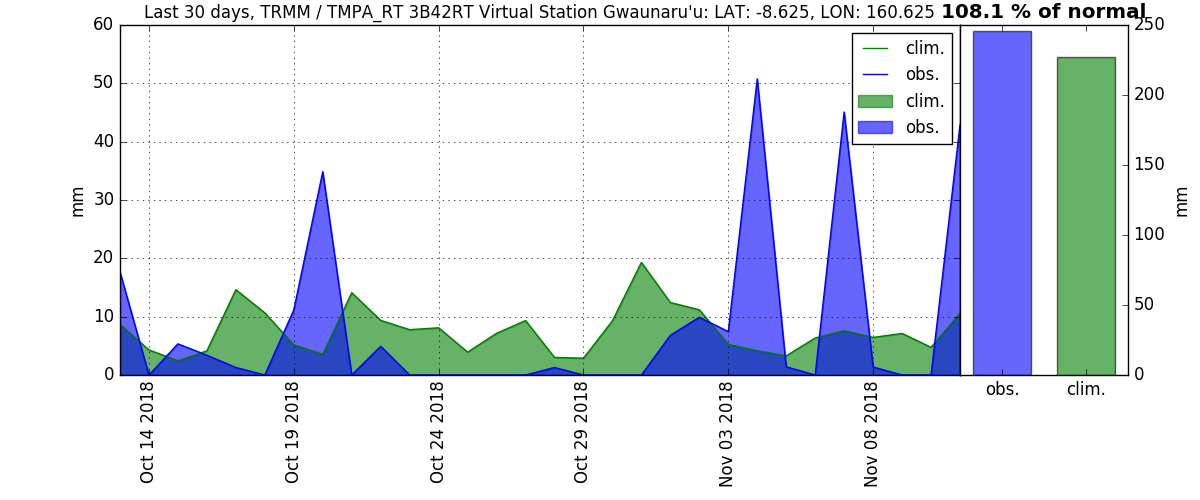 Last 30 days, TRMM / TMPA_RT 3B42RT Virtual Station Gwaunaru'u: LAT: -8.625, LON: 160.625 108.1 % of normal
60
50
40
30
20
10
0
mm
clim.
obs.
clim.
obs.
Oct 14 2018
Oct 19 2018
Oct 24 2018
Oct 29 2018
Nov 03 2018
Nov 08 2018
250
200
150
100
50
0
mm
obs.
clim.